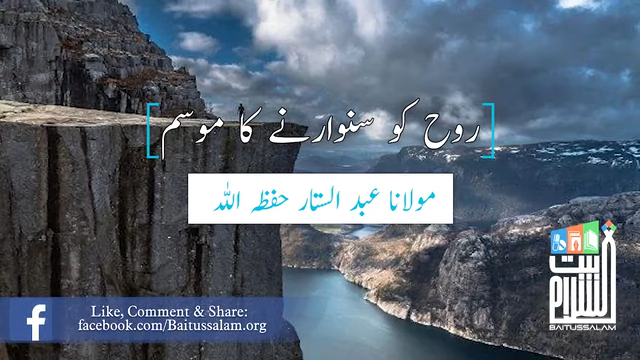 روح کو سنوارنے کا موسم
مولانا عبد الستار حفظہ اللہ
بیت السلام
BAITUSSALAM
Like, Comment & Share:
facebook.com/Baitussalam.org